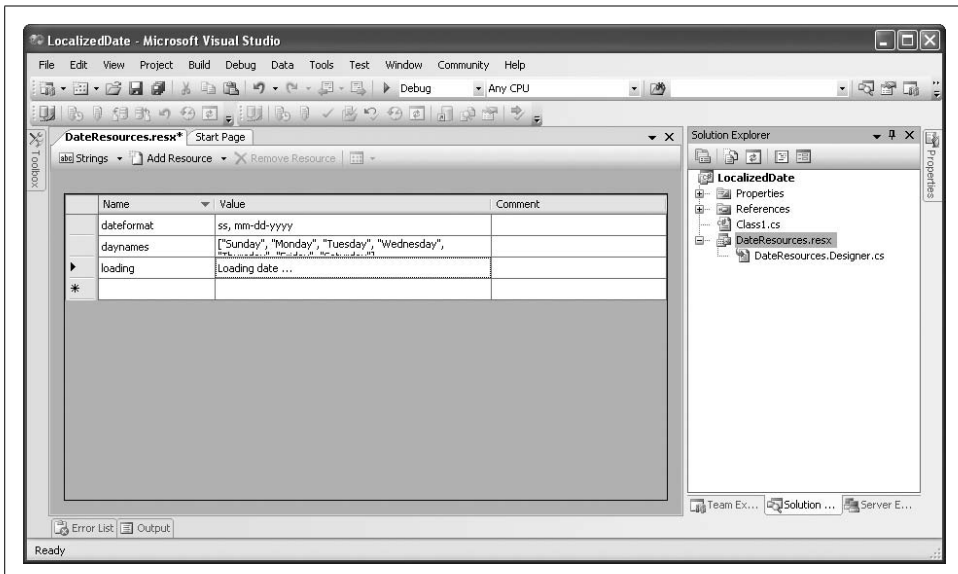 LocalizedDate - Microsoft Visual Studio
File Edit View Project Build Debug Data Tools Test Window Community Help
Debug Any CPU
Toolbox
DateResources.resx* Start Page
abl Strings Add Resource Remove Resource
Name Value Comment
dateformat ss, mm-dd-yyyy
daynames ["Sunday", "Monday", "Tuesday", "Wednesday",
loading Loading date ...
Solution Explorer
LocalizedDate
Properties
References
Class1.cs
DateResources.resx
DateResources.Designer.cs
Team Ex... Solution ... Server E...
Properties
Error List Output
Ready